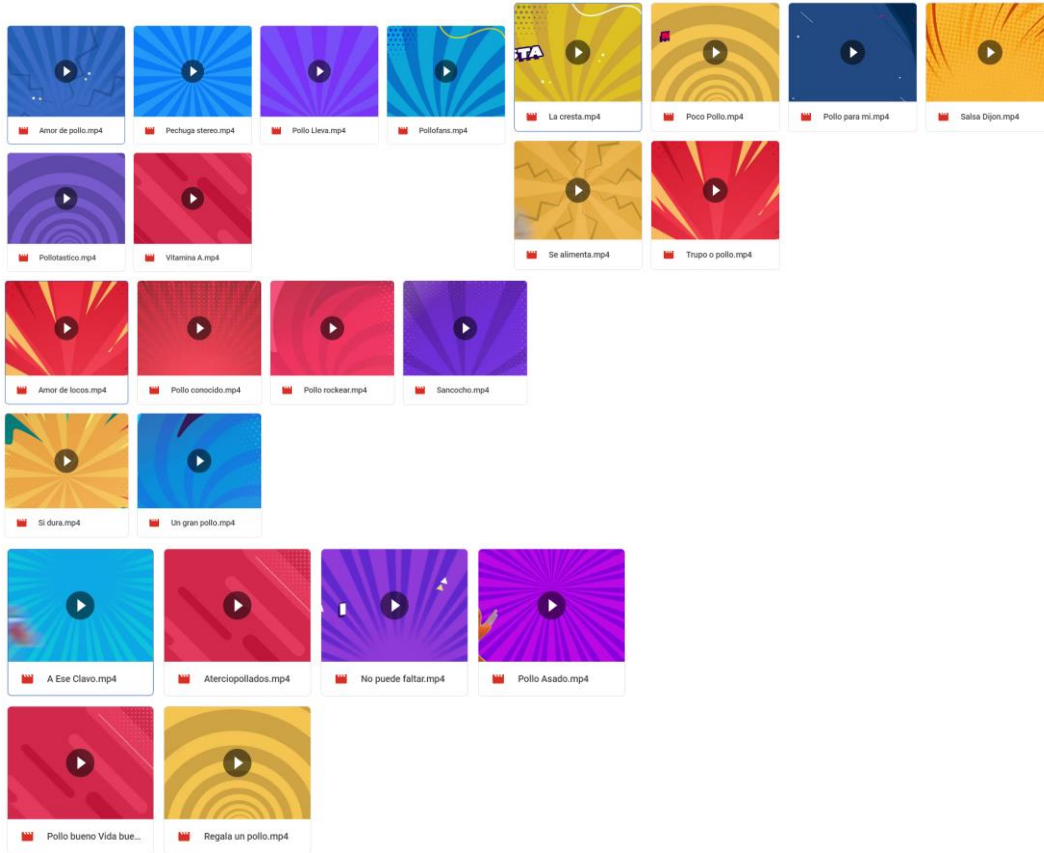 Amor de pollo.mp4
Pechuga stereo.mp4
Pollo Lleva.mp4
Pollofans.mp4
Pollotastico.mp4
Vitamina A.mp4
STA
La cresta.mp4
Poco Pollo.mp4
Pollo para mi.mp4
Salsa Dijon.mp4
Se alimenta.mp4
Trupo o pollo.mp4
Amor de locos.mp4
Pollo conocido.mp4
Pollo rockear.mp4
Sancocho.mp4
Si dura.mp4
Un gran pollo.mp4
A Ese Clavo.mp4
Aterciopollados.mp4
No puede faltar.mp4
Pollo Asado.mp4
Pollo bueno Vida bue...
Regala un pollo.mp4